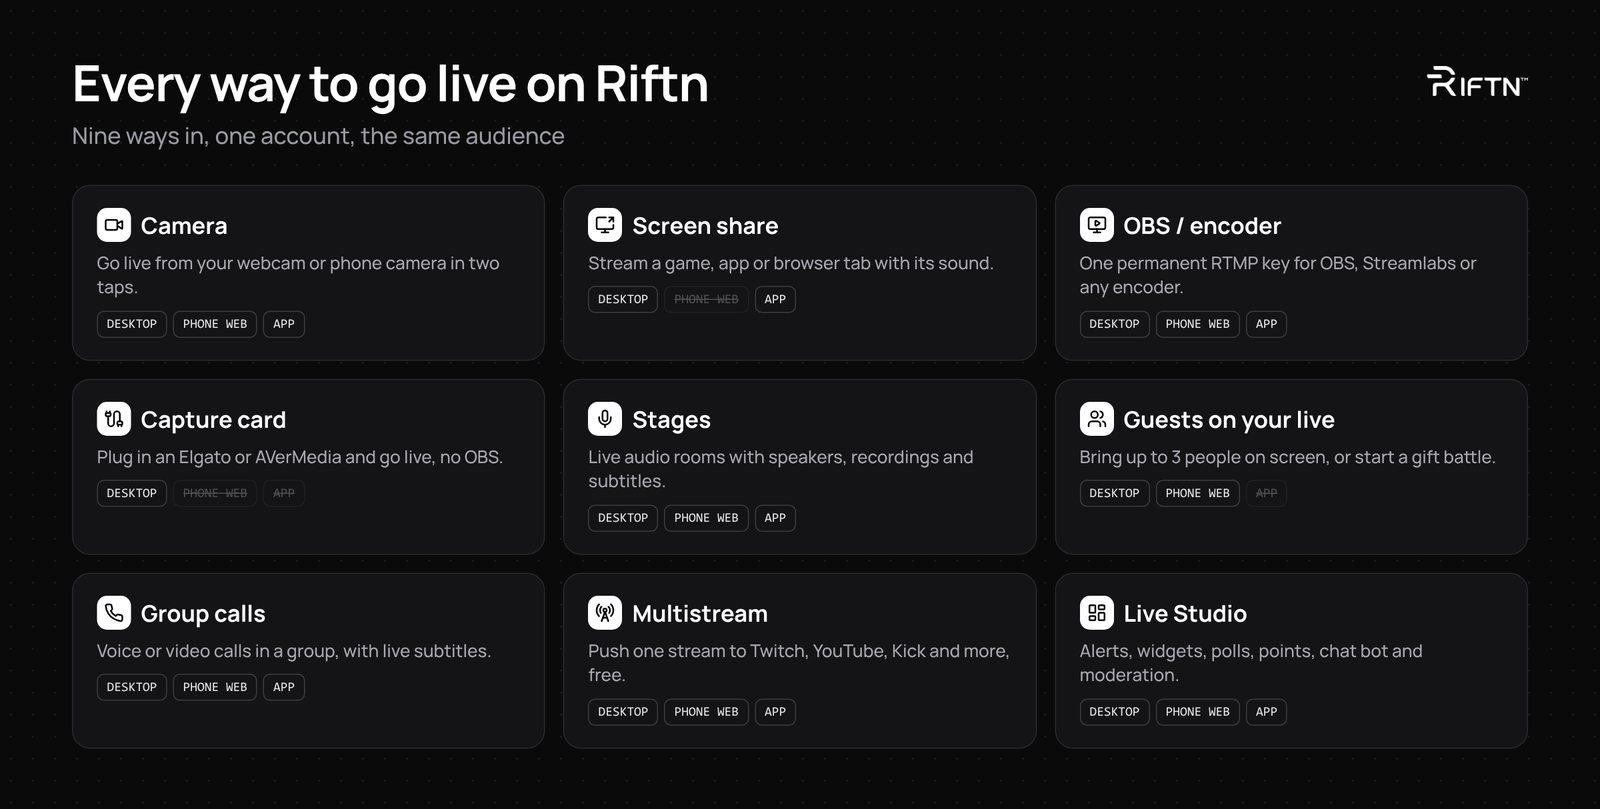 Every way to go live on Riftn
RIFTN™
Nine ways in, one account, the same audience
Camera
Go live from your webcam or phone camera in two
taps.
DESKTOP PHONE WEB APP
Screen share
Stream a game, app or browser tab with its sound.
DESKTOP PHONE WEB APP
OBS / encoder
One permanent RTMP key for OBS, Streamlabs or
any encoder.
DESKTOP PHONE WEB APP
Capture card
Plug in an Elgato or AVerMedia and go live, no OBS.
DESKTOP PHONE WEB APP
Stages
Live audio rooms with speakers, recordings and
subtitles.
DESKTOP PHONE WEB APP
Guests on your live
Bring up to 3 people on screen, or start a gift battle.
DESKTOP PHONE WEB APP
Group calls
Voice or video calls in a group, with live subtitles.
DESKTOP PHONE WEB APP
Multistream
Push one stream to Twitch, YouTube, Kick and more,
free.
DESKTOP PHONE WEB APP
Live Studio
Alerts, widgets, polls, points, chat bot and
moderation.
DESKTOP PHONE WEB APP